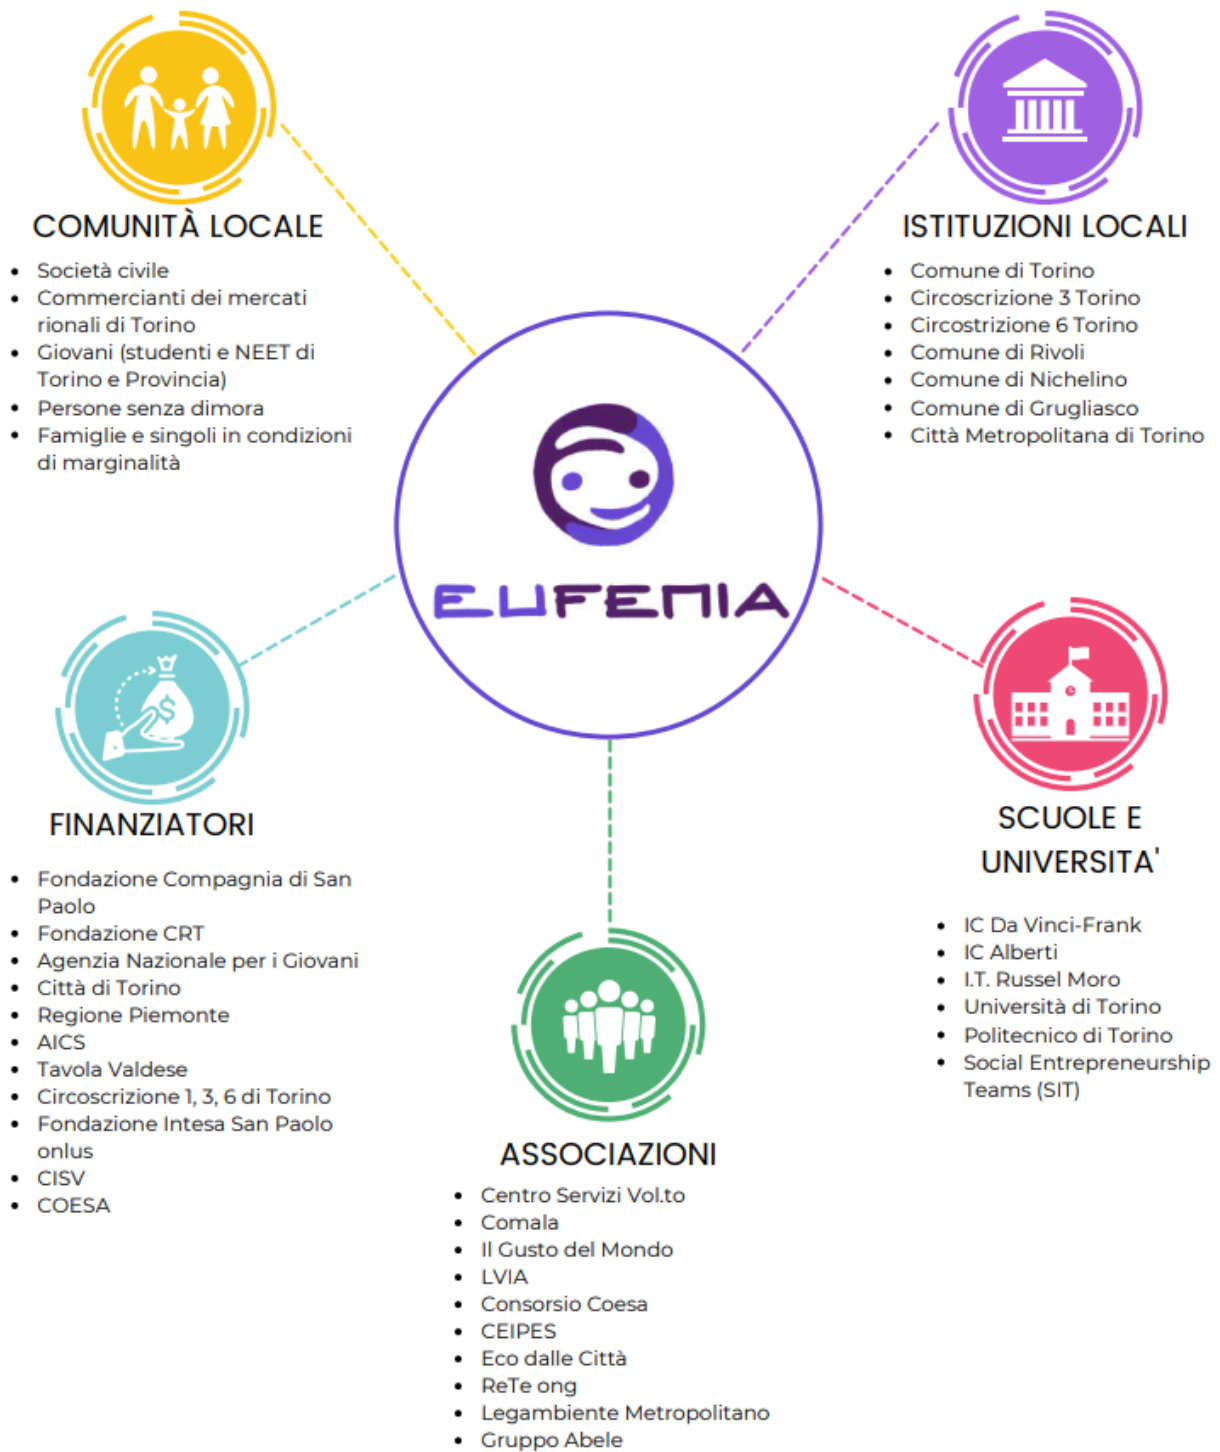 COMUNITÀ LOCALE
• Società civile
• Commercianti dei mercati
rionali di Torino
• Giovani (studenti e NEET di
Torino e Provincia)
• Persone senza dimora
• Famiglie e singoli in condizioni
di marginalità
ISTITUZIONI LOCALI
• Comune di Torino
• Circoscrizione 3 Torino
• Circostrizione 6 Torino
• Comune di Rivoli
• Comune di Nichelino
• Comune di Grugliasco
• Città Metropolitana di Torino
EUFEMIA
$
FINANZIATORI
• Fondazione Compagnia di San
Paolo
• Fondazione CRT
• Agenzia Nazionale per i Giovani
• Città di Torino
• Regione Piemonte
• AICS
• Tavola Valdese
• Circoscrizione 1, 3, 6 di Torino
• Fondazione Intesa San Paolo
onlus
• CISV
• COESA
SCUOLE E
UNIVERSITA'
• IC Da Vinci-Frank
• IC Alberti
• I.T. Russel Moro
• Università di Torino
• Politecnico di Torino
• Social Entrepreneurship
Teams (SIT)
ASSOCIAZIONI
• Centro Servizi Vol.to
• Comala
• Il Gusto del Mondo
• LVIA
• Consorsio Coesa
• CEIPES
• Eco dalle Città
• ReTe ong
• Legambiente Metropolitano
• Gruppo Abele